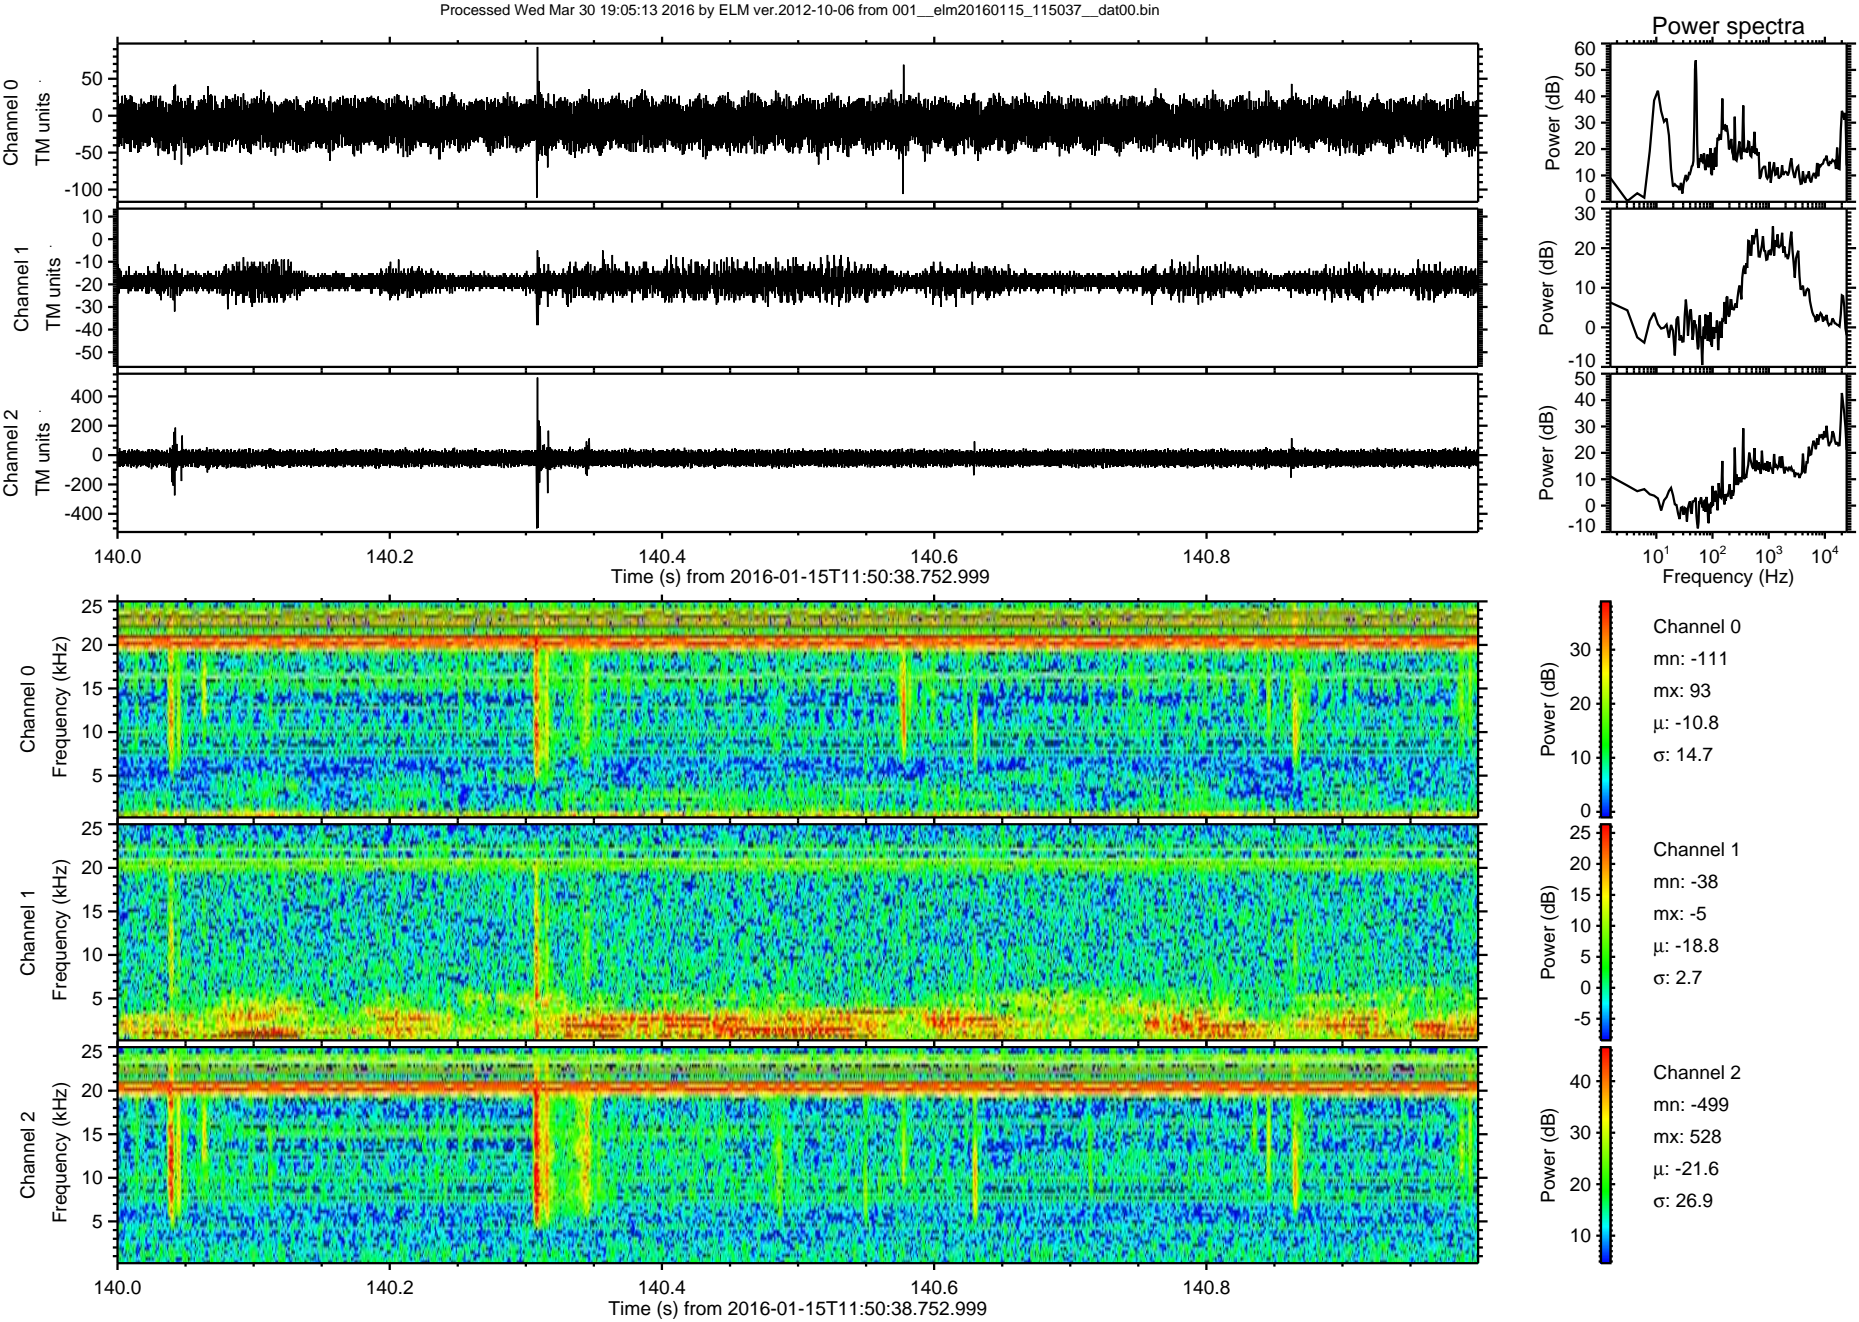 Processed Wed Mar 30 19:05:13 2016 by ELM ver.2012-10-06 from 001__elm20160115_115037__dat00.bin
Power spectra
Channel 0
TM units
50
0
-50
-100
Power (dB)
60
50
40
30
20
10
0
Channel 1
TM units
10
0
-10
-20
-30
-40
-50
Power (dB)
30
20
10
0
-10
Channel 2
TM units
400
200
0
-200
-400
Power (dB)
50
40
30
20
10
0
-10
140.0 140.2 140.4 140.6 140.8
Time (s) from 2016-01-15T11:50:38.752.999
10¹ 10² 10³ 10⁴
Frequency (Hz)
Channel 0
Frequency (kHz)
25
20
15
10
5
Power (dB)
30
20
10
0
Channel 0
mn: -111
mx: 93
μ: -10.8
σ: 14.7
Channel 1
Frequency (kHz)
25
20
15
10
5
Power (dB)
25
20
15
10
5
0
-5
Channel 1
mn: -38
mx: -5
μ: -18.8
σ: 2.7
Channel 2
Frequency (kHz)
25
20
15
10
5
Power (dB)
40
30
20
10
Channel 2
mn: -499
mx: 528
μ: -21.6
σ: 26.9
140.0 140.2 140.4 140.6 140.8
Time (s) from 2016-01-15T11:50:38.752.999